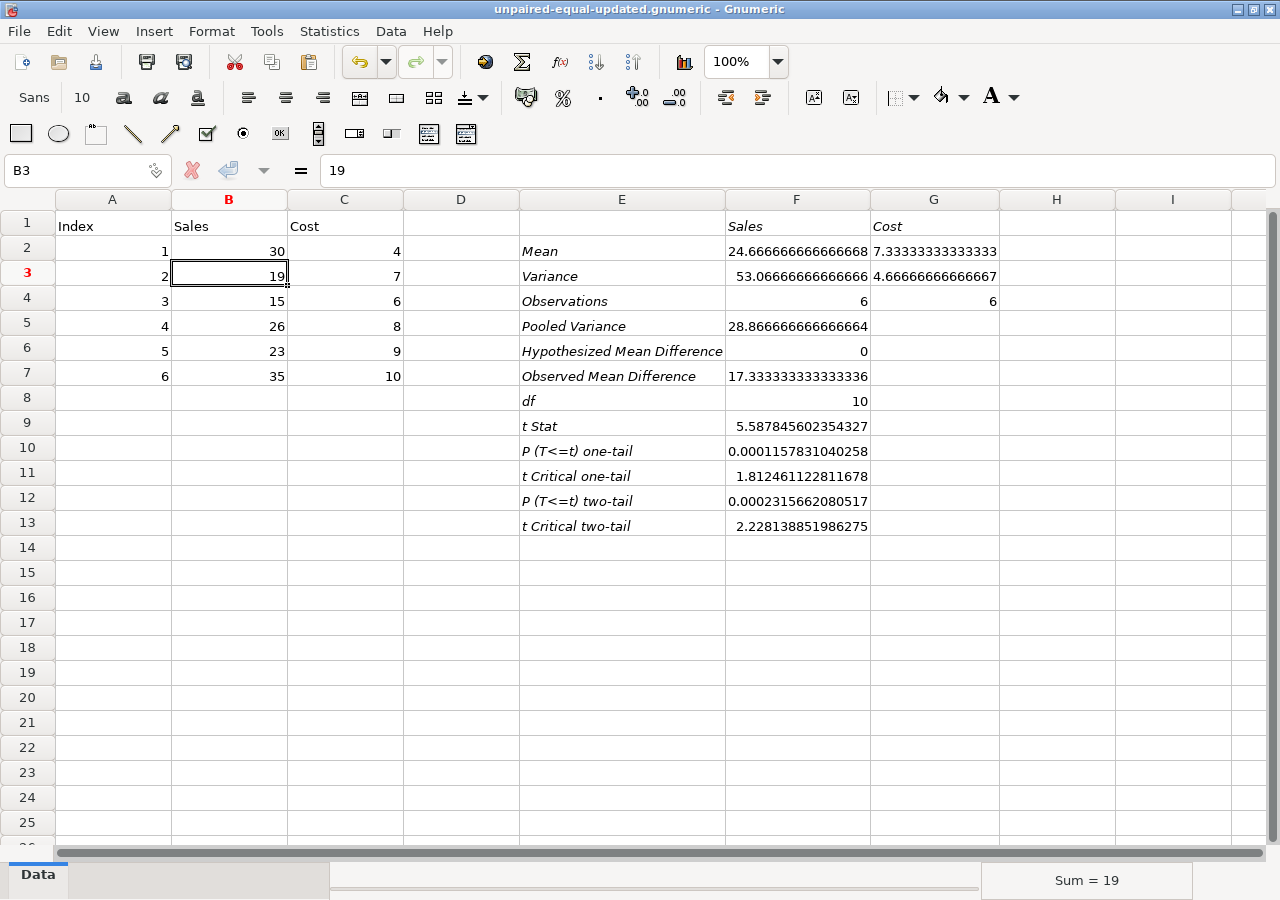 unpaired-equal-updated.gnumeric - Gnumeric
File Edit View Insert Format Tools Statistics Data Help
f(x) 100%
Sans 10 a a a a % +0 .00 .00 .0 A
OK
B3 = 19
A B C D E F G H I
1 Index Sales Cost Sales Cost
2 1 30 4 Mean 24.666666666666668 7.33333333333333
3 2 19 7 Variance 53.06666666666666 4.66666666666667
4 3 15 6 Observations 6 6
5 4 26 8 Pooled Variance 28.866666666666664
6 5 23 9 Hypothesized Mean Difference 0
7 6 35 10 Observed Mean Difference 17.333333333333336
8 df 10
9 t Stat 5.587845602354327
10 P (T<=t) one-tail 0.0001157831040258
11 t Critical one-tail 1.812461122811678
12 P (T<=t) two-tail 0.0002315662080517
13 t Critical two-tail 2.228138851986275
14
15
16
17
18
19
20
21
22
23
24
25
Data Sum = 19